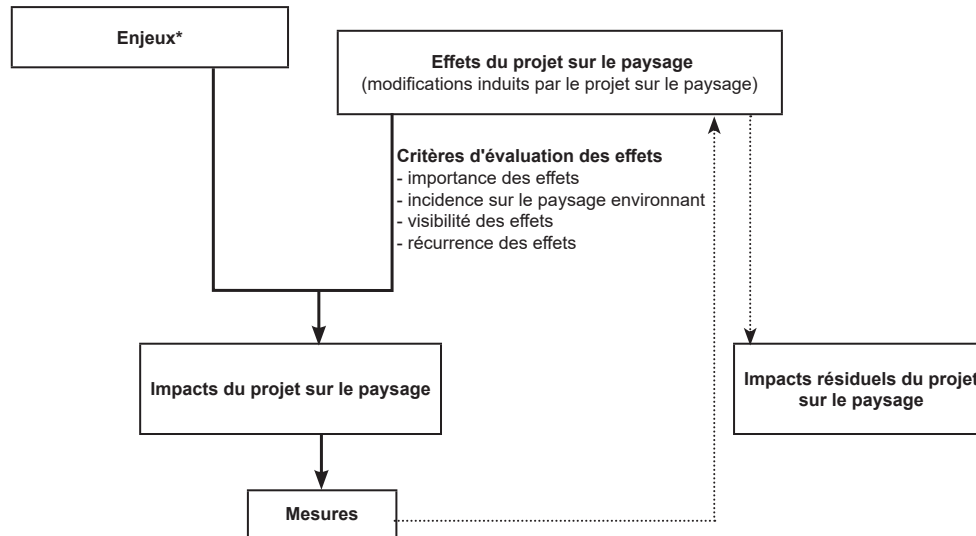 Enjeux*
Effets du projet sur le paysage
(modifications induits par le projet sur le paysage)
Critères d'évaluation des effets
- importance des effets
- incidence sur le paysage environnant
- visibilité des effets
- récurrence des effets
Impacts du projet sur le paysage
Impacts résiduels du projet
sur le paysage
Mesures